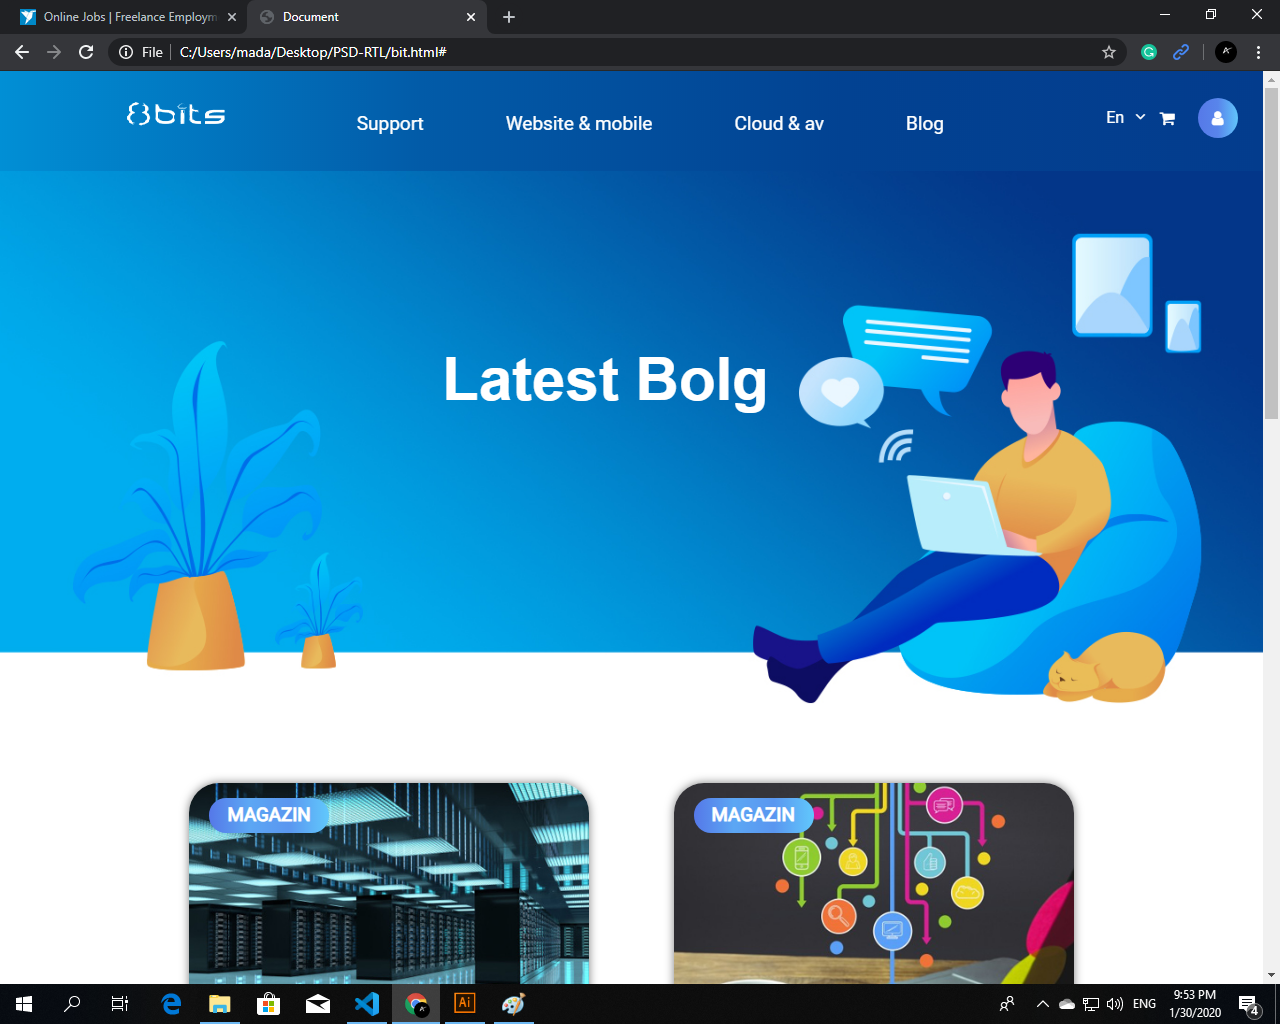 Online Jobs | Freelance Employm
Document
File
C:/Users/mada/Desktop/PSD-RTL/bit.html#
8bits
Support
Website & mobile
Cloud & av
Blog
En
Latest Bolg
MAGAZIN
MAGAZIN
Ai
ENG
9:53 PM
1/30/2020
4